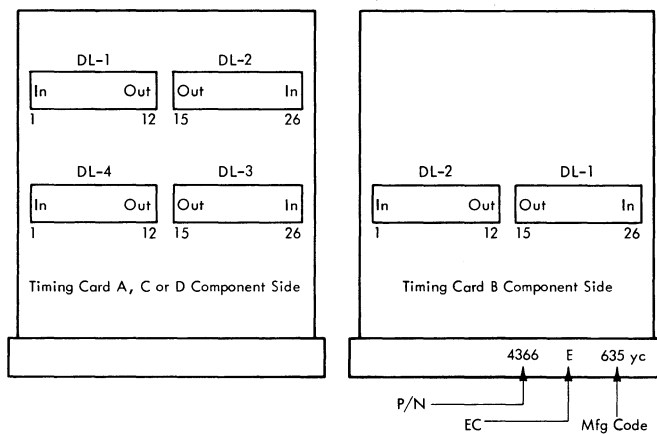 DL-1 DL-2
In Out Out In
1 12 15 26
DL-4 DL-3
In Out Out In
1 12 15 26
Timing Card A, C or D Component Side
DL-2 DL-1
In Out Out In
1 12 15 26
Timing Card B Component Side
4366 E 635 yc
P/N
EC
Mfg Code